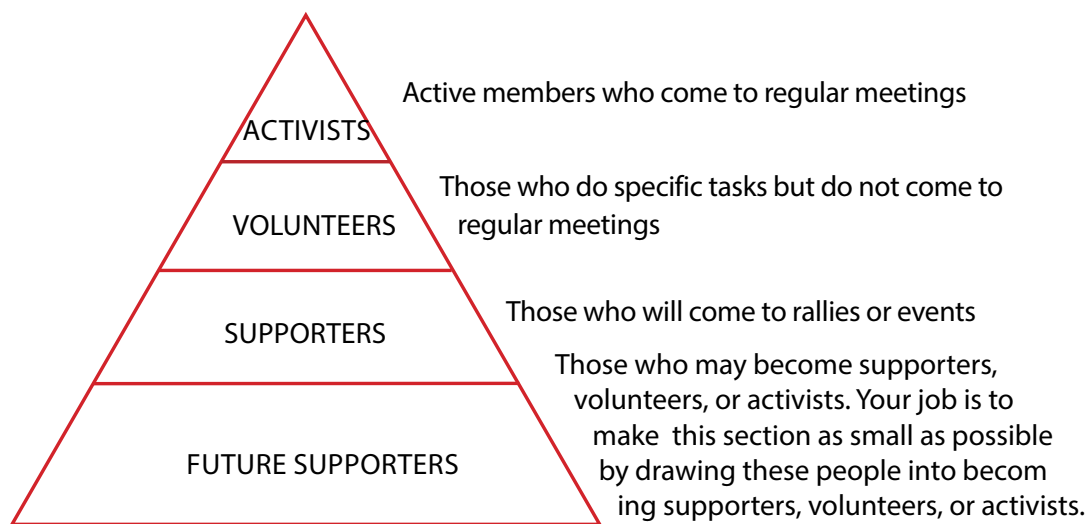 Active members who come to regular meetings
ACTIVISTS
Those who do specific tasks but do not come to
regular meetings
VOLUNTEERS
Those who will come to rallies or events
SUPPORTERS
Those who may become supporters,
volunteers, or activists. Your job is to
make  this section as small as possible
by drawing these people into becom
ing supporters, volunteers, or activists.
FUTURE SUPPORTERS